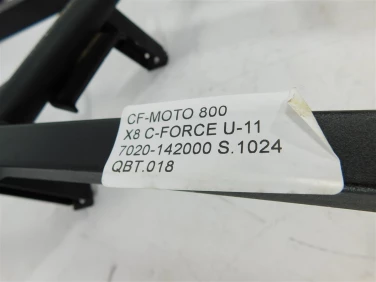 CF-MOTO 800
X8 C-FORCE U-11
7020-142000 S.1024
QBT.018